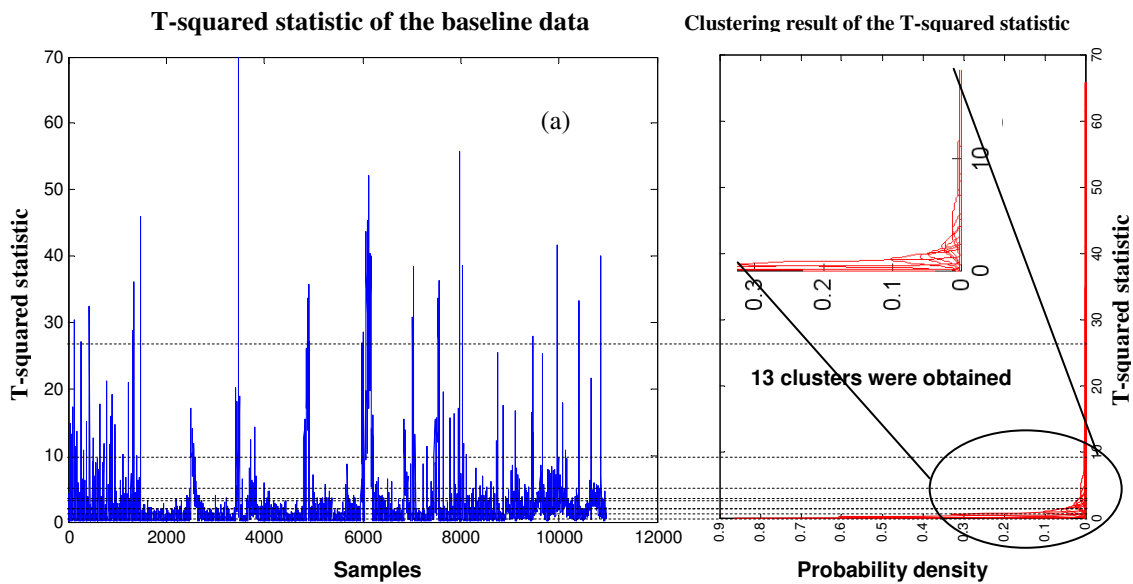 T-squared statistic of the baseline data
Clustering result of the T-squared statistic
T-squared statistic
70
60
50
40
30
20
10
0
(a)
0 2000 4000 6000 8000 10000 12000
Samples
10
0
0.3 0.2 0.1 0
13 clusters were obtained
70
60
50
40
30
20
10
0
T-squared statistic
0.9 0.8 0.7 0.6 0.5 0.4 0.3 0.2 0.1 0.0
Probability density